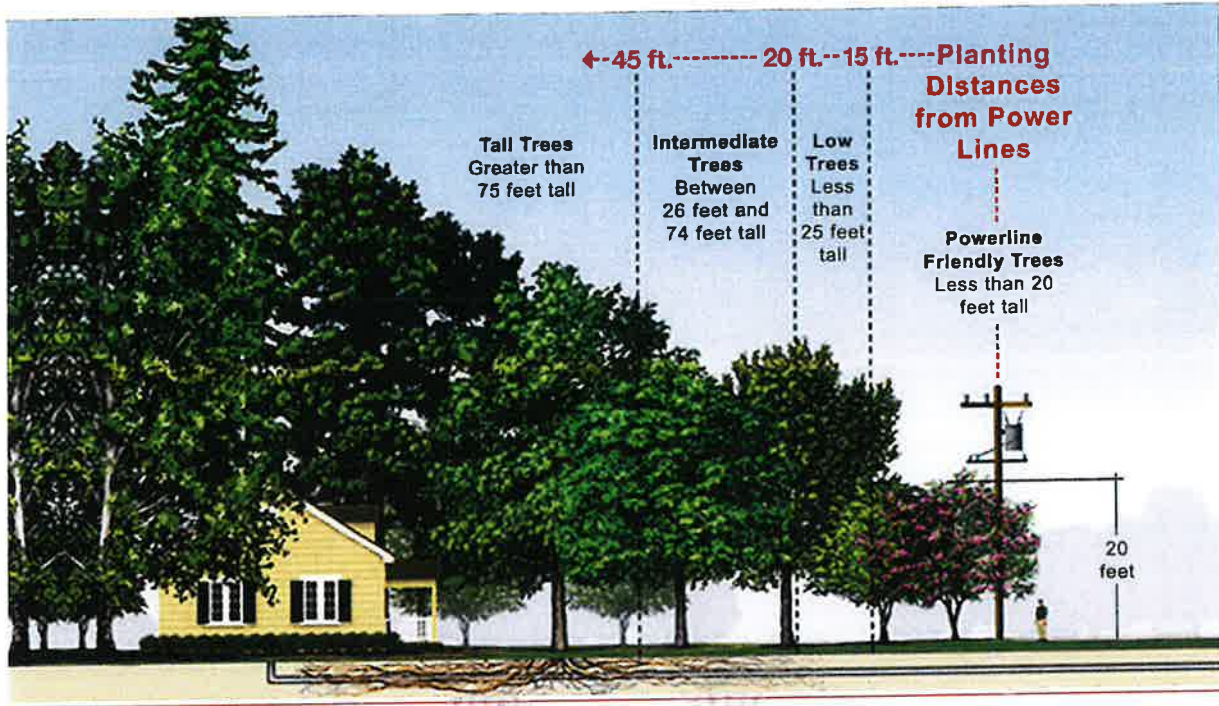 ←--45 ft.---------- 20 ft.--15 ft.----Planting
Distances
from Power
Lines
Tall Trees
Greater than
75 feet tall
Intermediate
Trees
Between
26 feet and
74 feet tall
Low
Trees
Less
than
25 feet
tall
Powerline
Friendly Trees
Less than 20
feet tall
20
feet